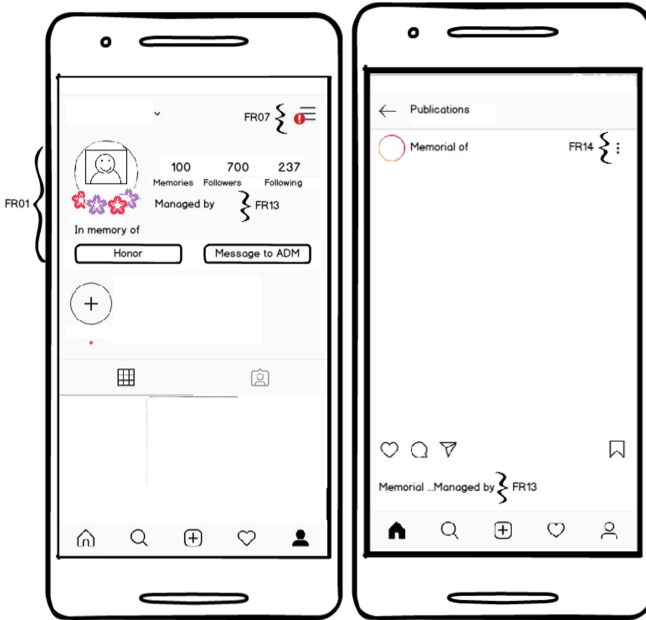 FR07
100 700 237
Memories Followers Following
FR01
Managed by FR13
In memory of
Honor Message to ADM
Publications
Memorial of FR14
Memorial ...Managed by FR13